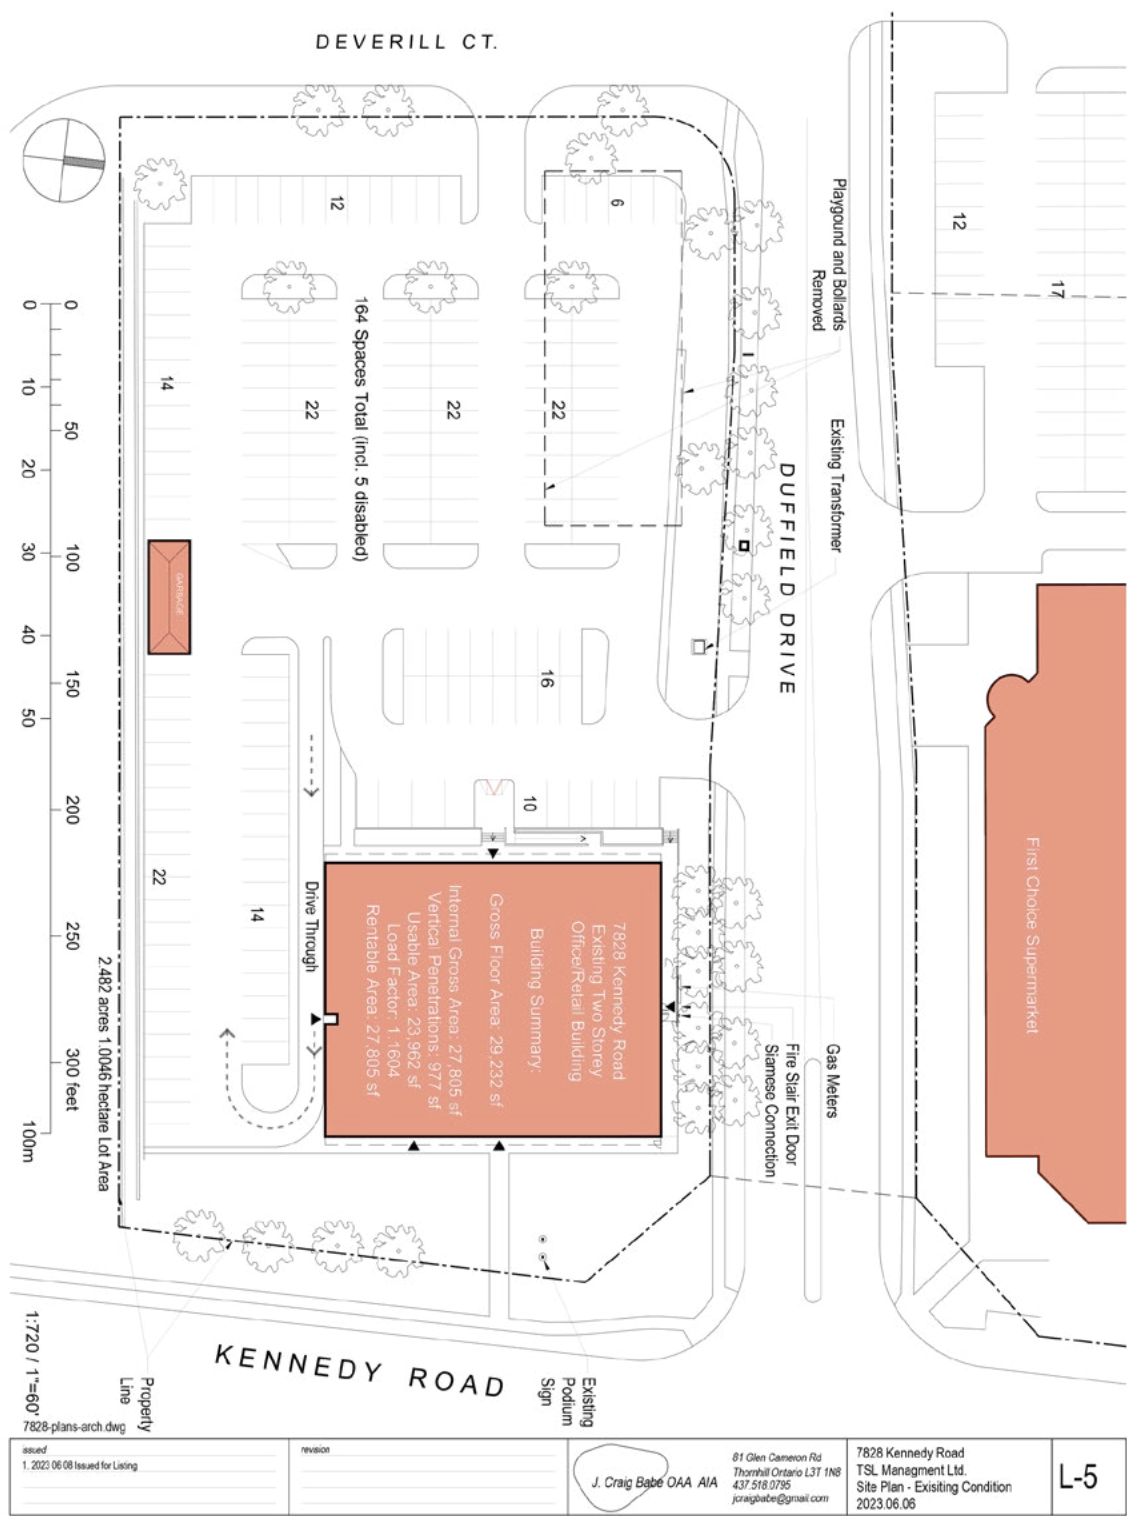 DEVERILL CT.
12
6
Playgound and Bollards
Removed
12
17
14
22
22
22
164 Spaces Total (incl. 5 disabled)
DUFFIELD DRIVE
Existing Transformer
GARBAGE
16
10
22
14
Drive Through
7828 Kennedy Road
Existing Two Storey
Office/Retail Building
Building Summary:
Gross Floor Area: 29,232 sf
Internal Gross Area: 27,805 sf
Vertical Penetrations: 977 sf
Usable Area: 23,962 sf
Load Factor: 1.1604
Rentable Area: 27,805 sf
First Choice Supermarket
Gas Meters
Fire Stair Exit Door
Siamese Connection
0 50 100 150 200 250 300 feet
0 10 20 30 40 50 100m
2.482 acres 1.0046 hectare Lot Area
1:720 / 1"=60'
KENNEDY ROAD
Property
Line
Existing
Podium
Sign
7828-plans-arch.dwg
issued
1. 2023 06 08 Issued for Listing
revision
J. Craig Babe OAA AIA
81 Glen Cameron Rd
Thornhill Ontario L3T 1N8
437.518.0795
jcraigbabe@gmail.com
7828 Kennedy Road
TSL Managment Ltd.
Site Plan - Exisiting Condition
2023.06.06
L-5